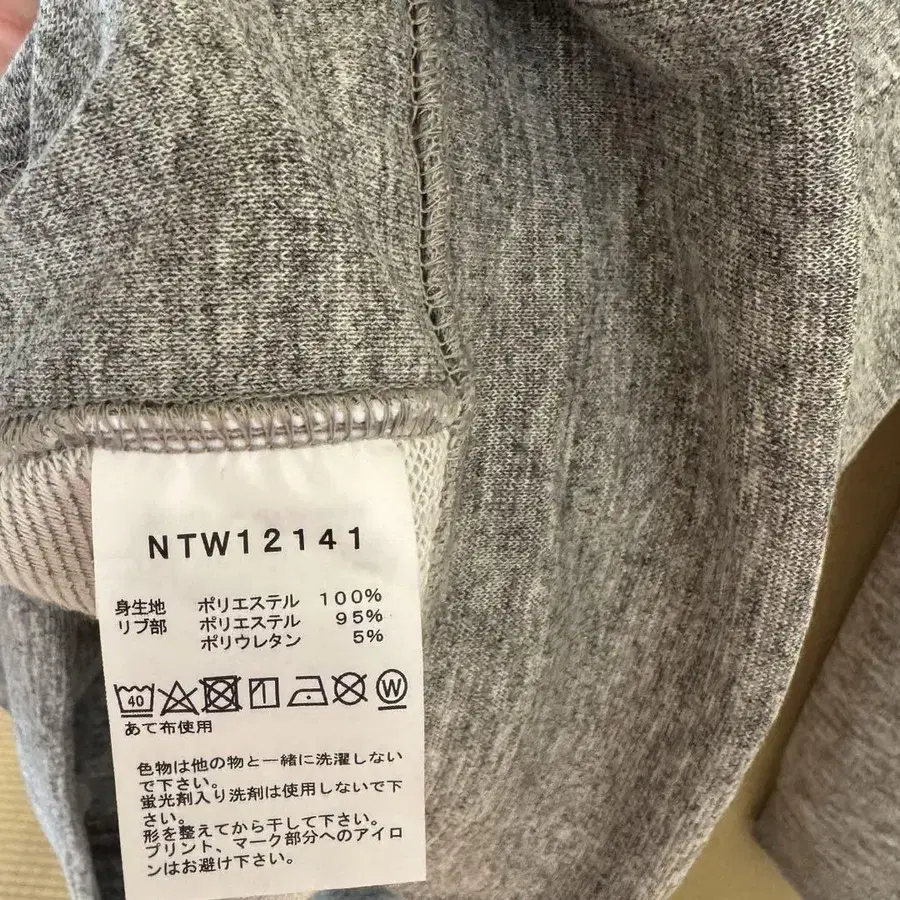 NTW12141
身生地 ポリエステル 100%
リブ部 ポリエステル 95%
ポリウレタン 5%
40 W
あて布使用
色物は他の物と一緒に洗濯しない
で下さい。
蛍光剤入り洗剤は使用しないで下
さい。
形を整えてから干して下さい。
プリント、マーク部分へのアイロ
ンはお避け下さい。